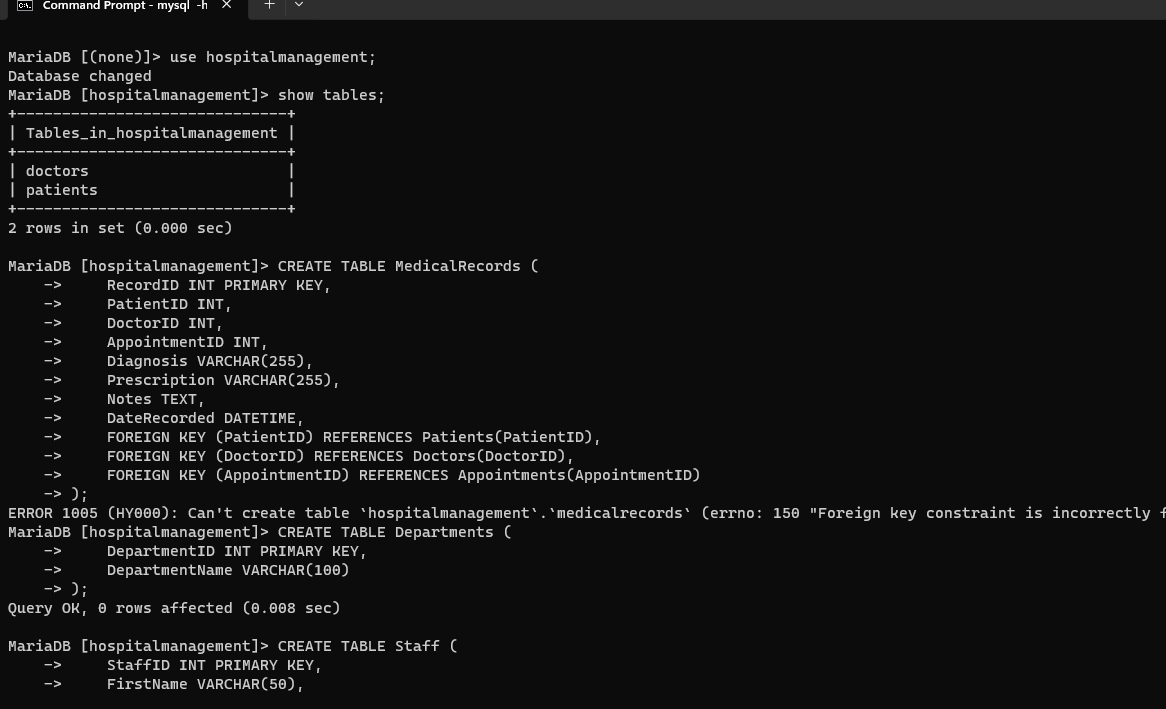 Command Prompt - mysql -h
MariaDB [(none)]> use hospitalmanagement;
Database changed
MariaDB [hospitalmanagement]> show tables;
+------------------------------+
| Tables_in_hospitalmanagement |
+------------------------------+
| doctors                      |
| patients                     |
+------------------------------+
2 rows in set (0.000 sec)
MariaDB [hospitalmanagement]> CREATE TABLE MedicalRecords (
    ->     RecordID INT PRIMARY KEY,
    ->     PatientID INT,
    ->     DoctorID INT,
    ->     AppointmentID INT,
    ->     Diagnosis VARCHAR(255),
    ->     Prescription VARCHAR(255),
    ->     Notes TEXT,
    ->     DateRecorded DATETIME,
    ->     FOREIGN KEY (PatientID) REFERENCES Patients(PatientID),
    ->     FOREIGN KEY (DoctorID) REFERENCES Doctors(DoctorID),
    ->     FOREIGN KEY (AppointmentID) REFERENCES Appointments(AppointmentID)
    -> );
ERROR 1005 (HY000): Can't create table `hospitalmanagement`.`medicalrecords` (errno: 150 "Foreign key constraint is incorrectly f
MariaDB [hospitalmanagement]> CREATE TABLE Departments (
    ->     DepartmentID INT PRIMARY KEY,
    ->     DepartmentName VARCHAR(100)
    -> );
Query OK, 0 rows affected (0.008 sec)
MariaDB [hospitalmanagement]> CREATE TABLE Staff (
    ->     StaffID INT PRIMARY KEY,
    ->     FirstName VARCHAR(50),